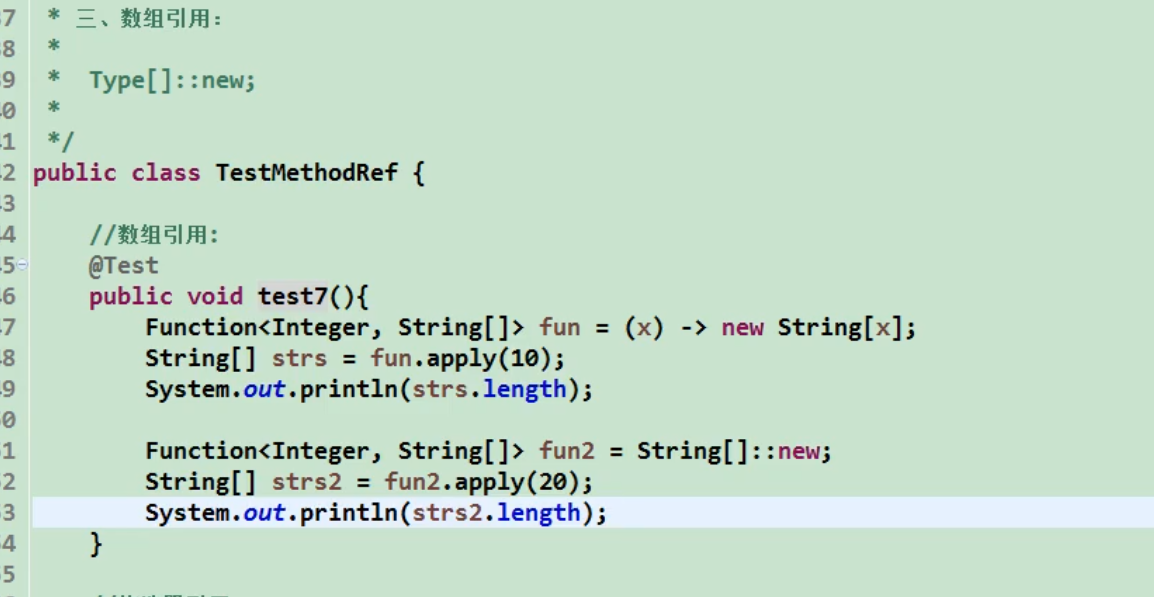 7 * 三、数组引用:
8 *
9 * Type[]::new;
0 *
1 */
2 public class TestMethodRef {
3
4 //数组引用:
5 @Test
6 public void test7(){
7 Function<Integer, String[]> fun = (x) -> new String[x];
8 String[] strs = fun.apply(10);
9 System.out.println(strs.length);
0
1 Function<Integer, String[]> fun2 = String[]::new;
2 String[] strs2 = fun2.apply(20);
3 System.out.println(strs2.length);
4 }
5